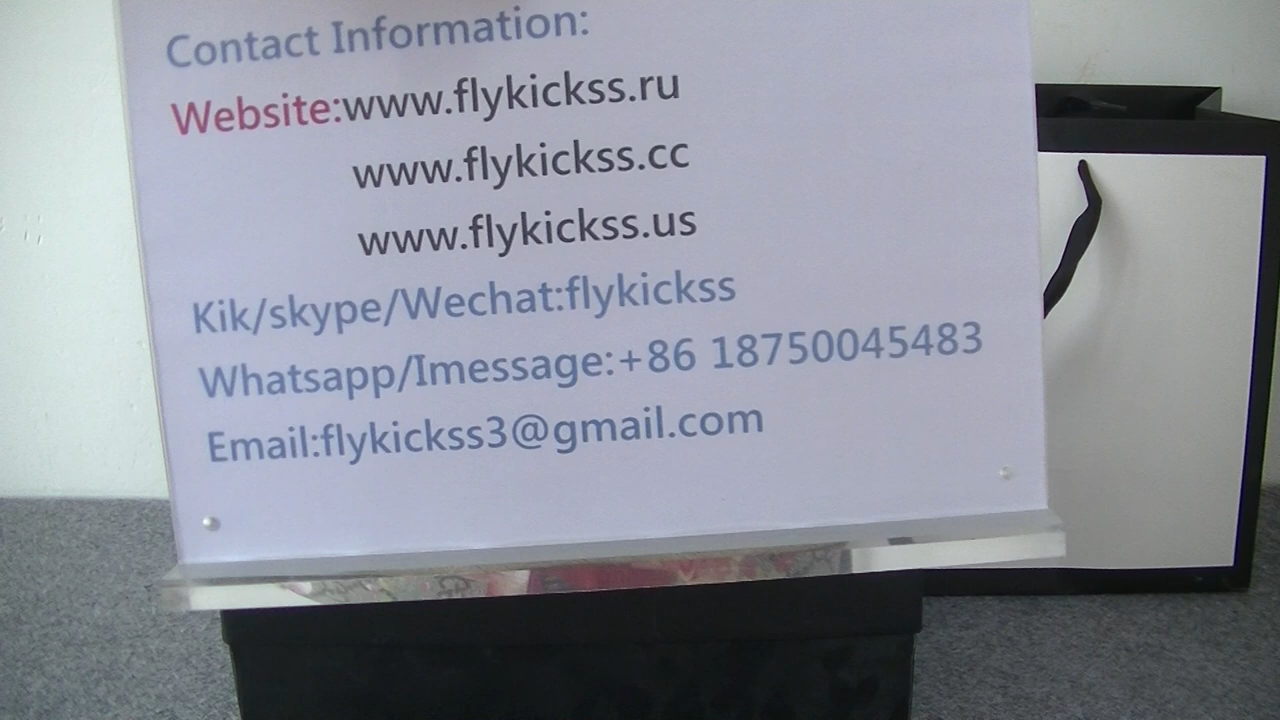 Contact Information:
Website:www.flykickss.ru
www.flykickss.cc
www.flykickss.us
Kik/skype/Wechat:flykickss
Whatsapp/Imessage:+86 18750045483
Email:flykickss3@gmail.com